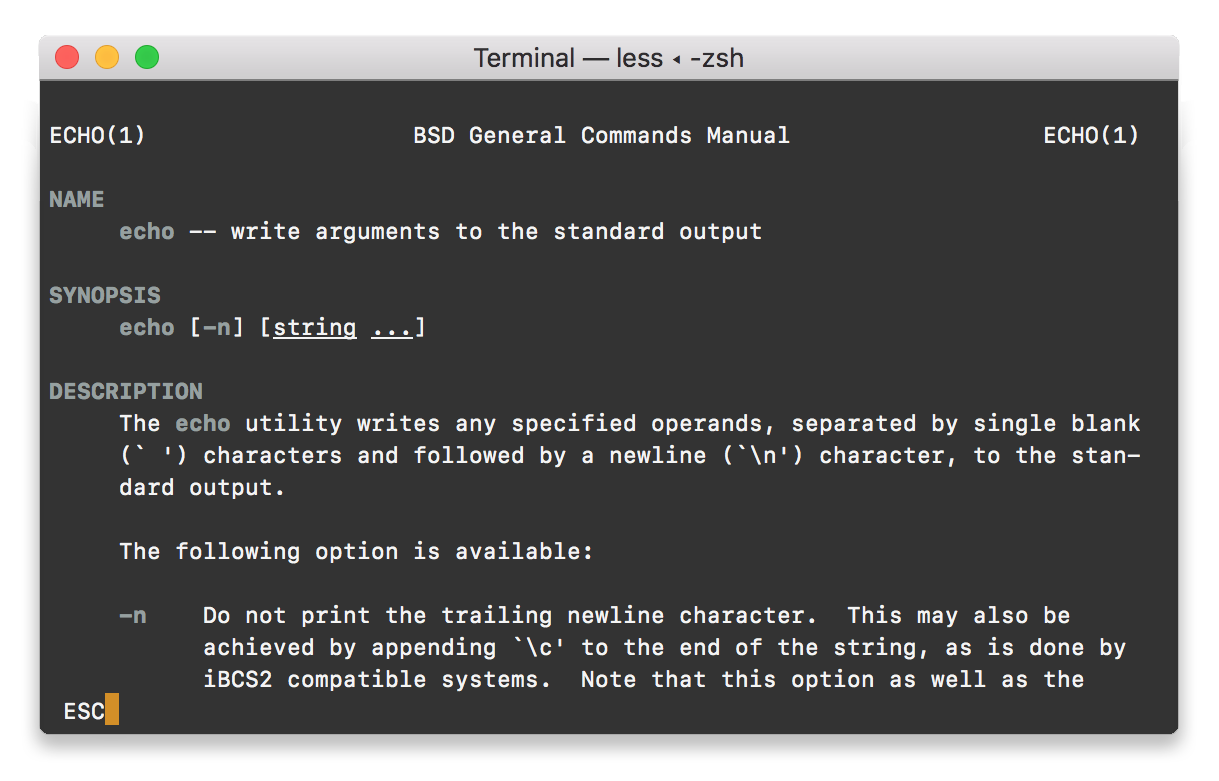 Terminal — less ◂ -zsh
ECHO(1) BSD General Commands Manual ECHO(1)
NAME
echo -- write arguments to the standard output
SYNOPSIS
echo [-n] [string ...]
DESCRIPTION
The echo utility writes any specified operands, separated by single blank
(` ') characters and followed by a newline (`\n') character, to the stan-
dard output.
The following option is available:
-n Do not print the trailing newline character.  This may also be
achieved by appending `\c' to the end of the string, as is done by
iBCS2 compatible systems.  Note that this option as well as the
ESC